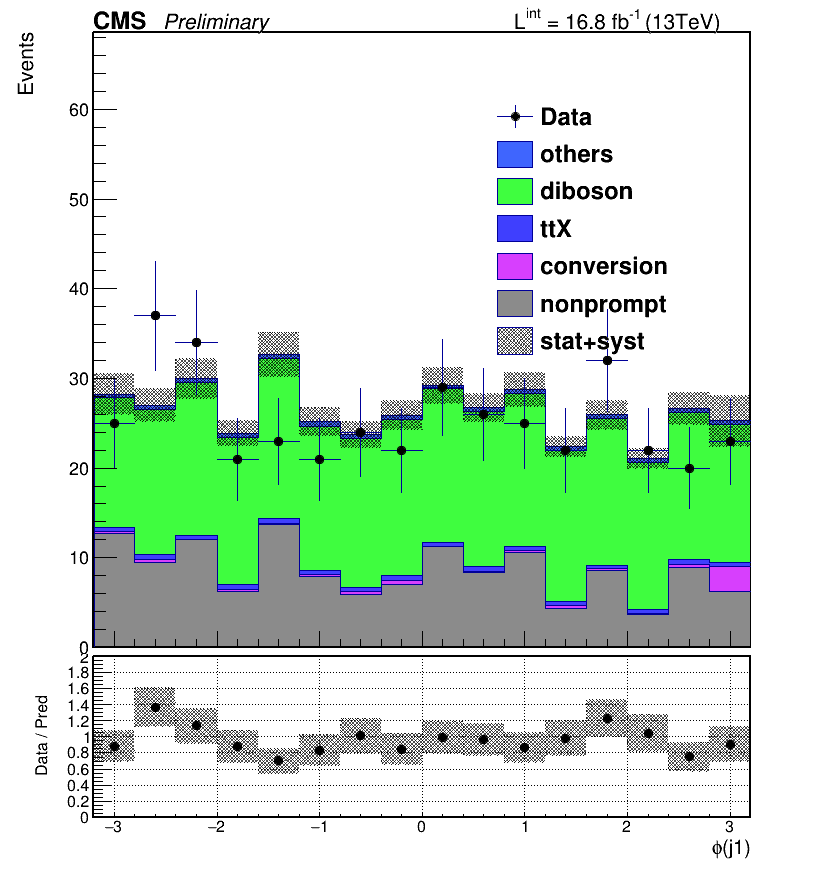 CMS Preliminary L^int = 16.8 fb^-1 (13TeV)
Events
60
50
40
30
20
10
0
Data
others
diboson
ttX
conversion
nonprompt
stat+syst
Data / Pred
2
1.8
1.6
1.4
1.2
1
0.8
0.6
0.4
0.2
0
−3 −2 −1 0 1 2 3
ϕ(j1)